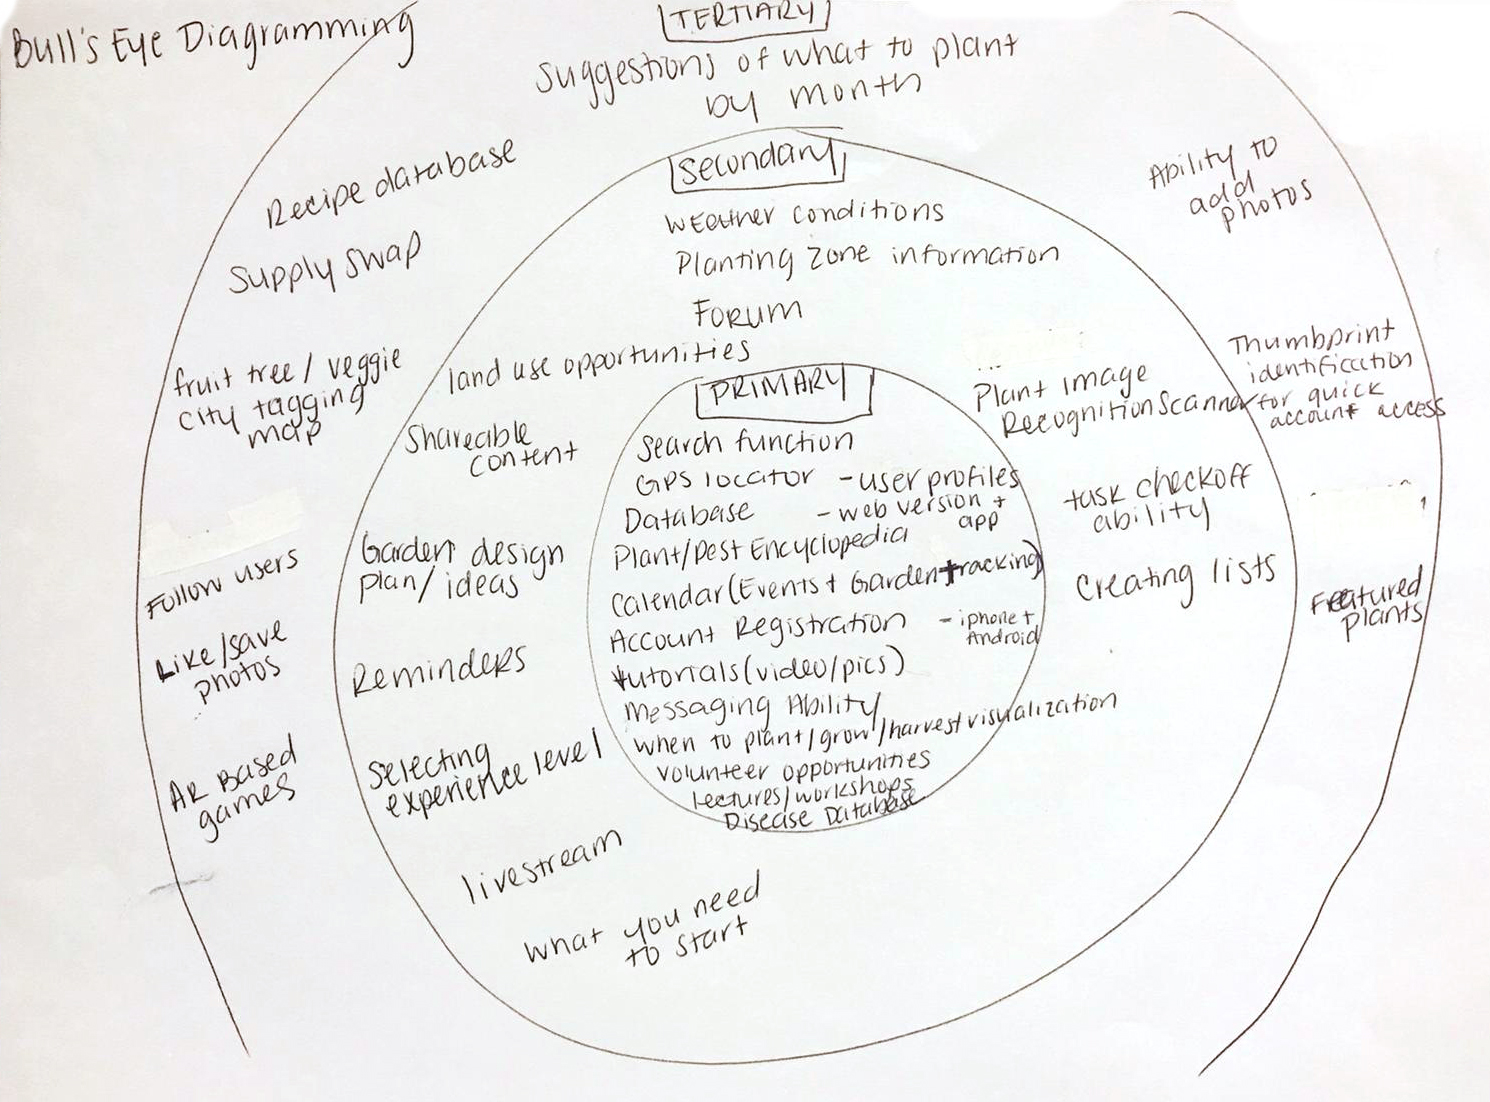 Bull's Eye Diagramming
TERTIARY
Suggestions of what to plant
by month
Recipe database
Supply swap
fruit tree / veggie
city tagging
map
Follow users
Like/save
photos
AR Based
games
Ability to
add
photos
Thumbprint
identification
for quick
account access
Featured
plants
Secondary
Weather conditions
Planting zone information
Forum
land use opportunities
Shareable
content
Garden design
plan/ideas
Reminders
Selecting
experience level
livestream
What you need
to start
Plant Image
Recognition Scanner
task checkoff
ability
Creating lists
PRIMARY
Search function
GPS locator - user profiles
Database - web version +
app
Plant/Pest Encyclopedia
Calendar (Events + Garden tracking)
Account Registration - iphone +
Android
tutorials (video/pics)
Messaging Ability
when to plant/grow/harvest visualization
volunteer opportunities
lectures/workshops
Disease Database